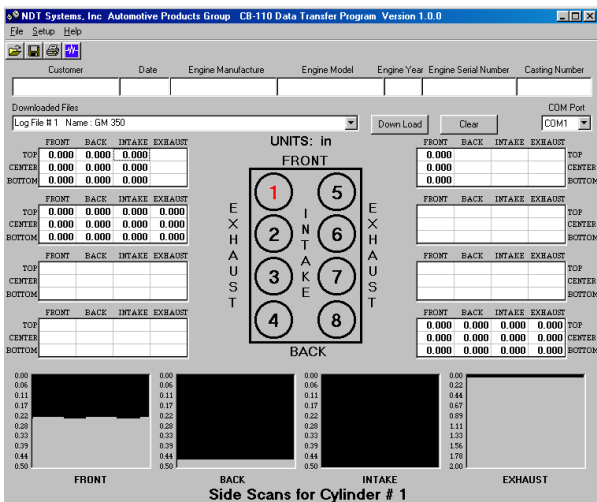 NDT Systems, Inc Automotive Products Group CB-110 Data Transfer Program Version 1.0.0
File Setup Help
Customer Date Engine Manufacture Engine Model Engine Year Engine Serial Number Casting Number
Downloaded Files COM Port
Log File # 1 Name : GM 350 Down Load Clear COM1
UNITS: in
FRONT BACK INTAKE EXHAUST FRONT BACK INTAKE EXHAUST
TOP 0.000 0.000 0.000 0.000 TOP
CENTER 0.000 0.000 0.000 0.000 CENTER
BOTTOM 0.000 0.000 0.000 0.000 BOTTOM
FRONT BACK INTAKE EXHAUST FRONT BACK INTAKE EXHAUST
TOP 0.000 0.000 0.000 0.000 TOP
CENTER 0.000 0.000 0.000 0.000 CENTER
BOTTOM 0.000 0.000 0.000 0.000 BOTTOM
FRONT BACK INTAKE EXHAUST FRONT BACK INTAKE EXHAUST
TOP TOP
CENTER CENTER
BOTTOM BOTTOM
FRONT BACK INTAKE EXHAUST FRONT BACK INTAKE EXHAUST
TOP 0.000 0.000 0.000 0.000 TOP
CENTER 0.000 0.000 0.000 0.000 CENTER
BOTTOM 0.000 0.000 0.000 0.000 BOTTOM
FRONT
EXHAUST INTAKE EXHAUST
1 5
2 6
3 7
4 8
BACK
0.00 0.00 0.00 0.00
0.06 0.06 0.06 0.22
0.11 0.11 0.11 0.44
0.17 0.17 0.17 0.67
0.22 0.22 0.22 0.89
0.28 0.28 0.28 1.11
0.33 0.33 0.33 1.33
0.39 0.39 0.39 1.56
0.44 0.44 0.44 1.78
0.50 0.50 0.50 2.00
FRONT BACK INTAKE EXHAUST
Side Scans for Cylinder # 1